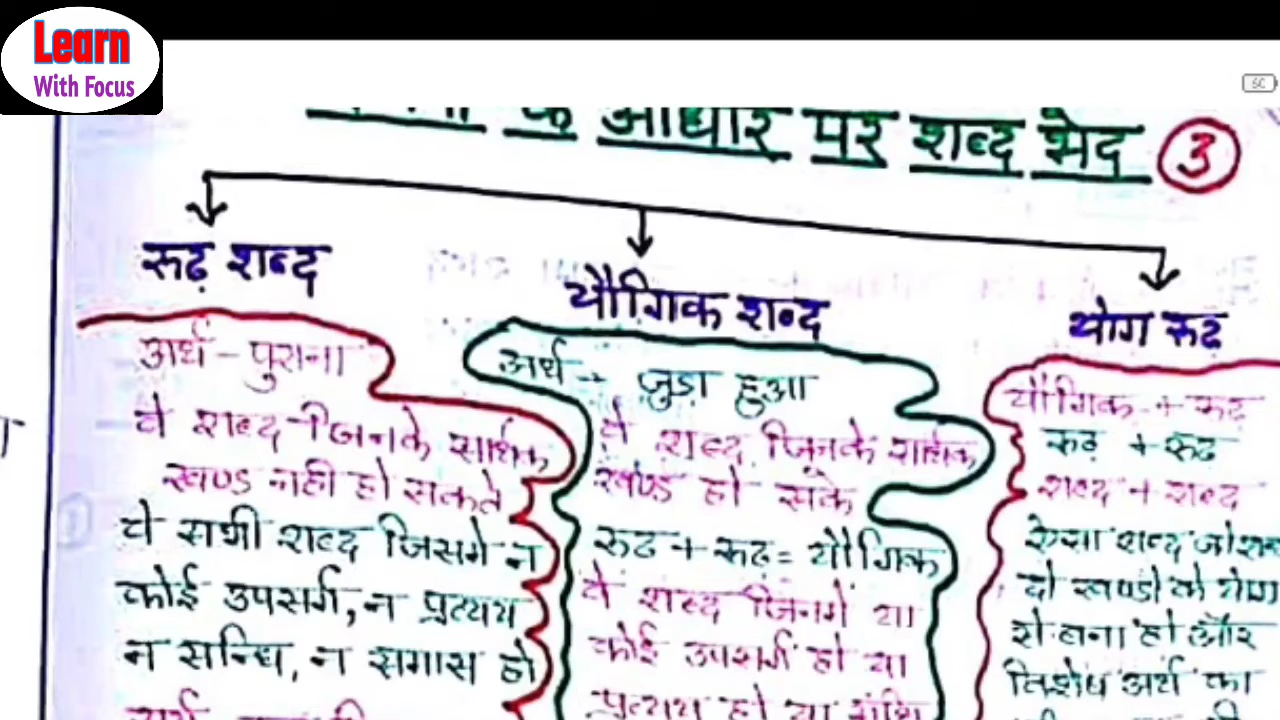 Learn
With Focus
60
के आधार पर शब्द भेद 3
रूढ़ शब्द
अर्थ - पुराना
वे शब्द जिनके सार्थक
खण्ड नही हो सकते
वे सभी शब्द जिसमे न
कोई उपसर्ग, न प्रत्यय
न सन्धि, न समास हो
यौगिक शब्द
अर्थ - जुड़ा हुआ
वे शब्द जिनके सार्थक
खण्ड हो सके
रूढ + रूढ़ = यौगिक
वे शब्द जिनमें या
कोई उपसर्ग हो या
प्रत्यय हो या संधि
योग रूढ़
यौगिक + रूढ़
रूढ़ + रूढ़
शब्द + शब्द
ऐसा शब्द जो
दो खण्डो के योग
से बना हो और
विशेष अर्थ का